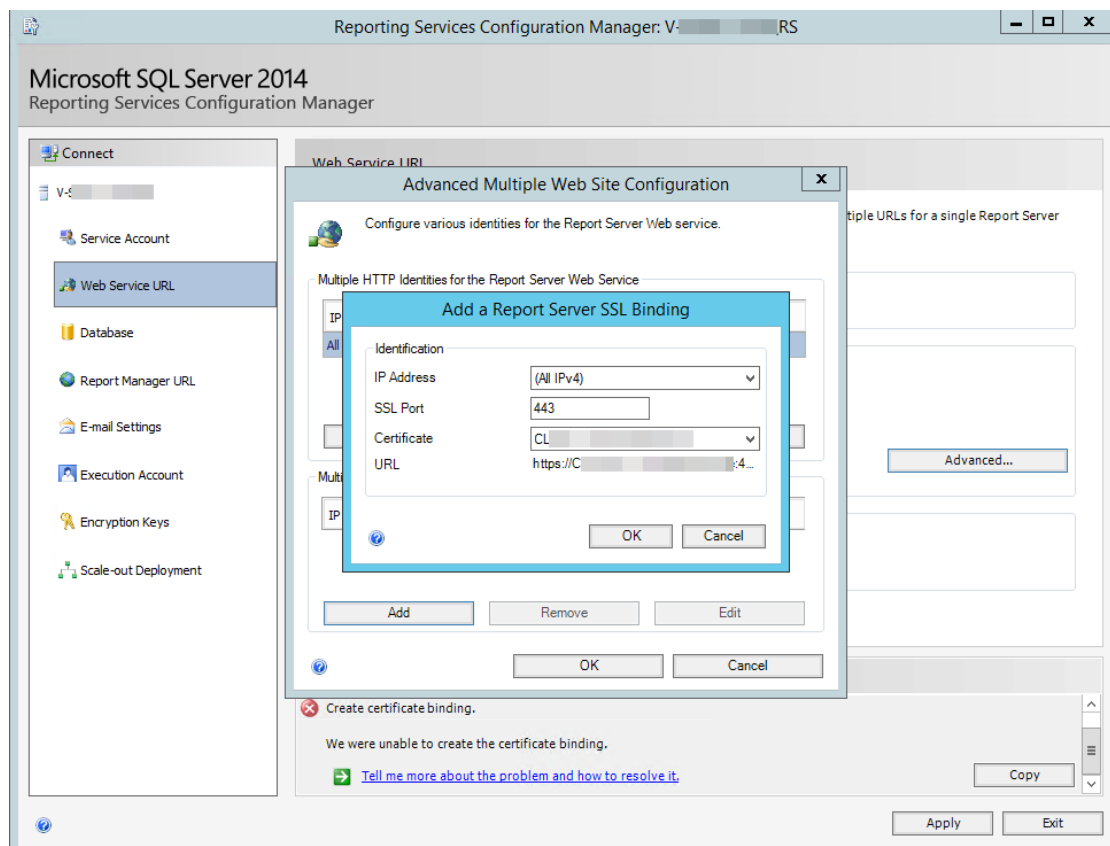 Reporting Services Configuration Manager: V- RS
Microsoft SQL Server 2014
Reporting Services Configuration Manager
Connect
V-
Service Account
Web Service URL
Database
Report Manager URL
E-mail Settings
Execution Account
Encryption Keys
Scale-out Deployment
Web Service URL
tiple URLs for a single Report Server
Advanced...
Advanced Multiple Web Site Configuration
X
Configure various identities for the Report Server Web service.
Multiple HTTP Identities for the Report Server Web Service
IP
All
Multi
IP
Add a Report Server SSL Binding
Identification
IP Address
(All IPv4)
SSL Port
443
Certificate
CL
URL
https://C :4...
OK
Cancel
Add
Remove
Edit
OK
Cancel
Create certificate binding.
We were unable to create the certificate binding.
Tell me more about the problem and how to resolve it.
Copy
Apply
Exit